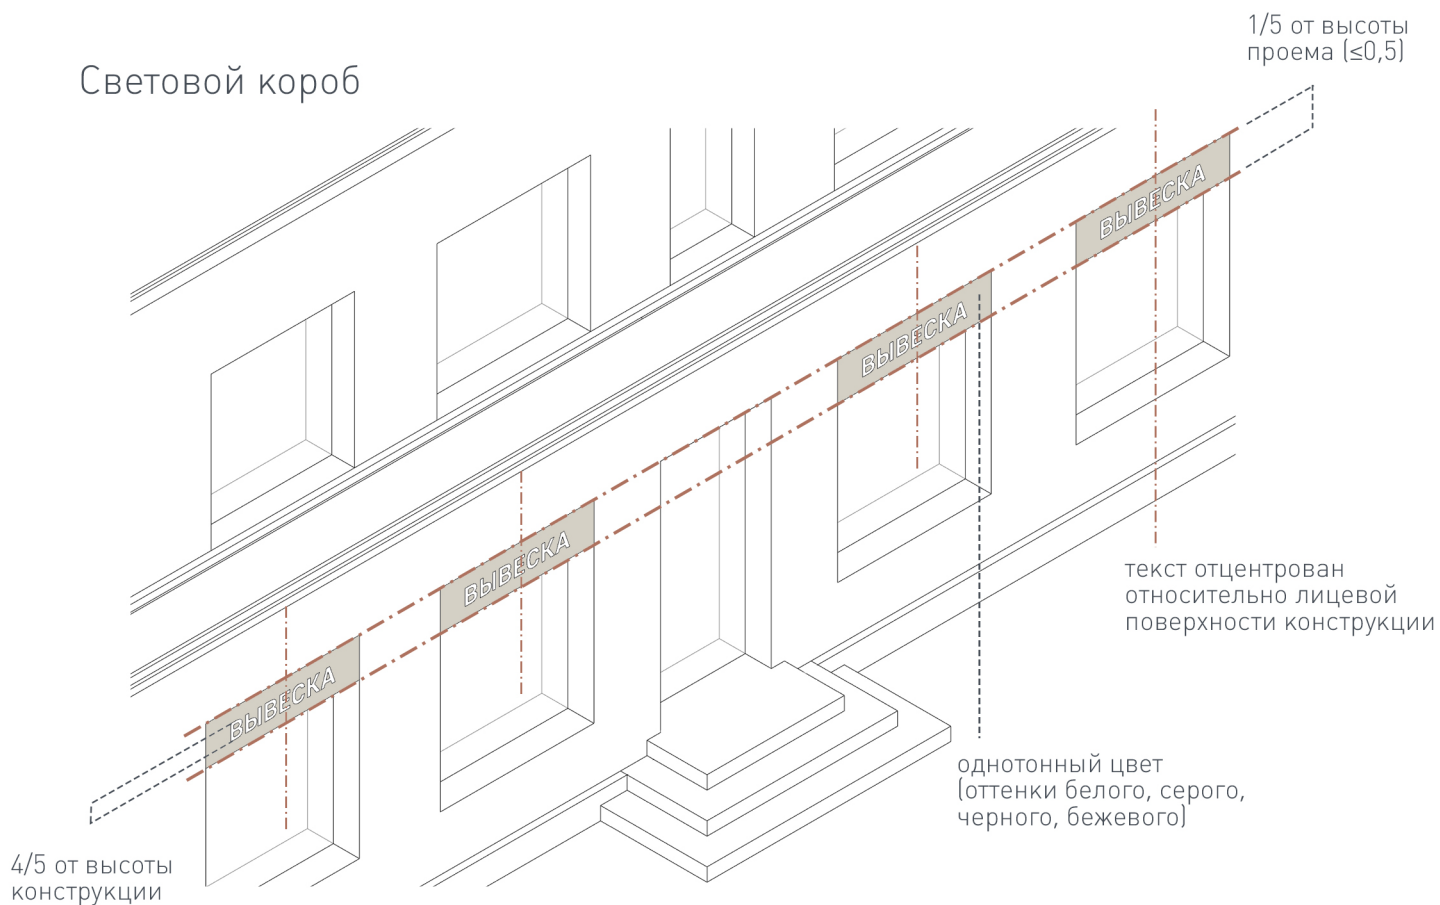 1/5 от высоты
проема (≤0,5)
Световой короб
ВЫВЕСКА
ВЫВЕСКА
ВЫВЕСКА
ВЫВЕСКА
текст отцентрован
относительно лицевой
поверхности конструкции
однотонный цвет
(оттенки белого, серого,
черного, бежевого)
4/5 от высоты
конструкции